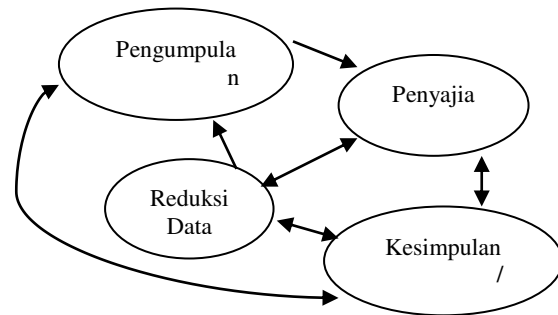 Pengumpula
n
Penyajia
Reduksi
Data
Kesimpulan
/